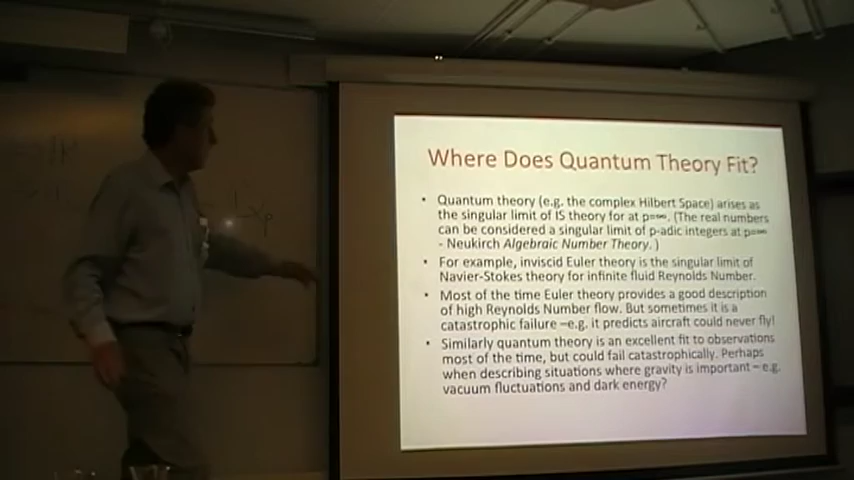 Where Does Quantum Theory Fit?
• Quantum theory (e.g. the complex Hilbert Space) arises as
the singular limit of IS theory for at p=∞. (The real numbers
can be considered a singular limit of p-adic integers at p=∞
- Neukirch Algebraic Number Theory. )
• For example, inviscid Euler theory is the singular limit of
Navier-Stokes theory for infinite fluid Reynolds Number.
• Most of the time Euler theory provides a good description
of high Reynolds Number flow. But sometimes it is a
catastrophic failure –e.g. it predicts aircraft could never fly!
• Similarly quantum theory is an excellent fit to observations
most of the time, but could fail catastrophically. Perhaps
when describing situations where gravity is important – e.g.
vacuum fluctuations and dark energy?